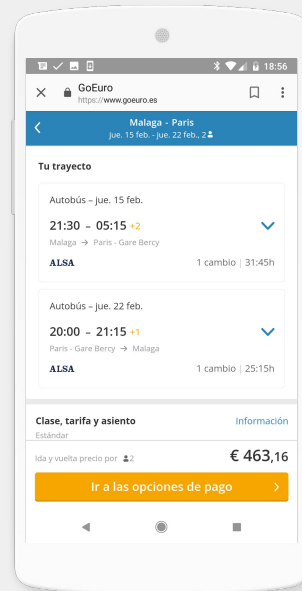 18:56
GoEuro
https://www.goeuro.es
Malaga - Paris
jue. 15 feb. - jue. 22 feb., 2
Tu trayecto
Autobús – jue. 15 feb.
21:30 – 05:15 +2
Malaga → Paris - Gare Bercy
ALSA 1 cambio | 31:45h
Autobús – jue. 22 feb.
20:00 – 21:15 +1
Paris - Gare Bercy → Malaga
ALSA 1 cambio | 25:15h
Clase, tarifa y asiento Información
Estándar
Ida y vuelta precio por 2 € 463,16
Ir a las opciones de pago